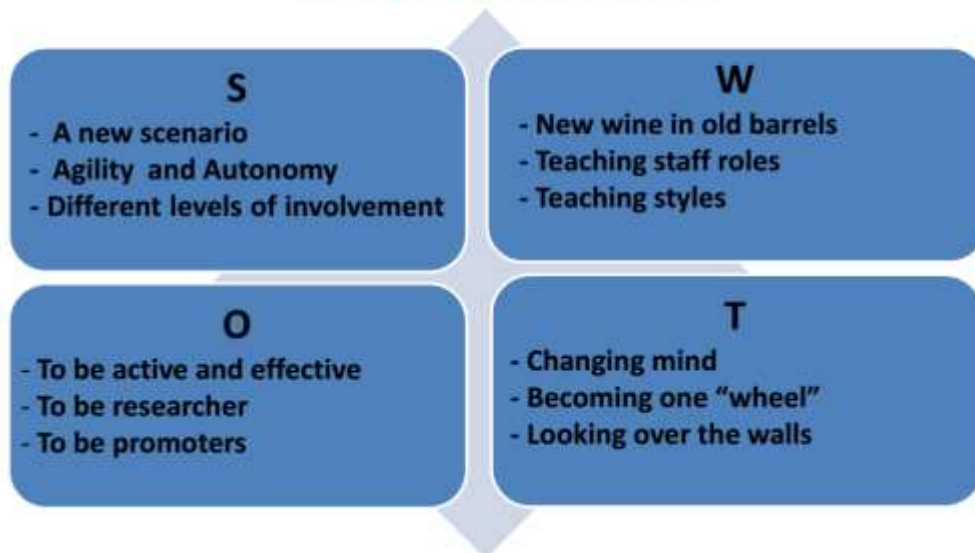 S
- A new scenario
- Agility and Autonomy
- Different levels of involvement
W
- New wine in old barrels
- Teaching staff roles
- Teaching styles
O
- To be active and effective
- To be researcher
- To be promoters
T
- Changing mind
- Becoming one “wheel”
- Looking over the walls